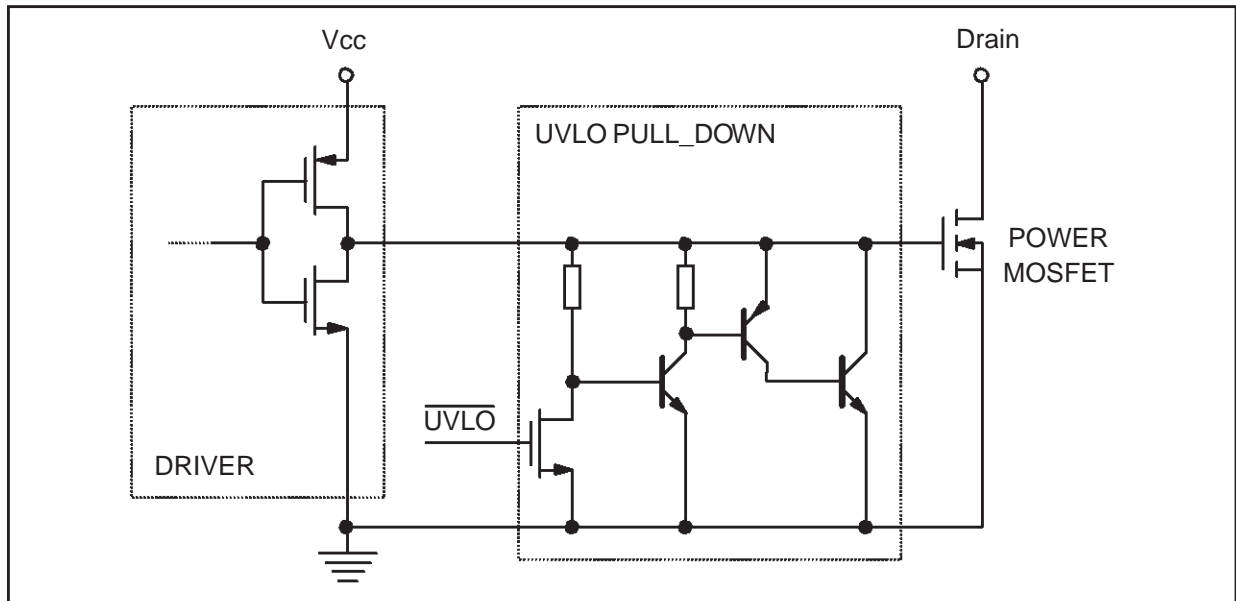 Vcc
Drain
UVLO PULL_DOWN
POWER
MOSFET
UVLO
DRIVER